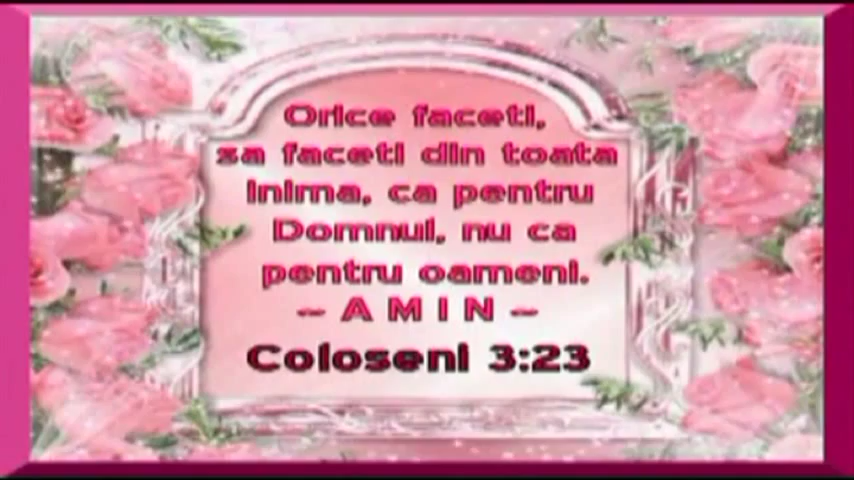 Orice faceti,
sa faceti din toata
inima, ca pentru
Domnul, nu ca
pentru oameni.
~ A M I N ~
Coloseni 3:23